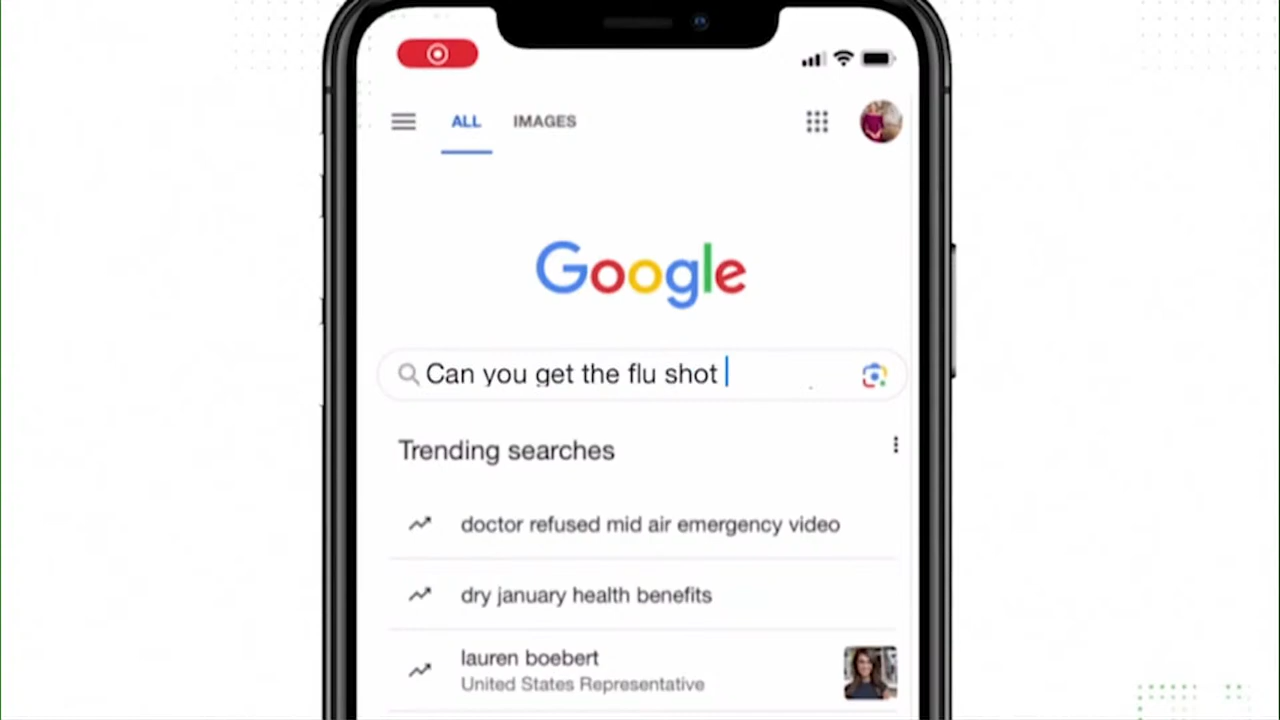 ALL IMAGES
Google
Can you get the flu shot
Trending searches
doctor refused mid air emergency video
dry january health benefits
lauren boebert
United States Representative